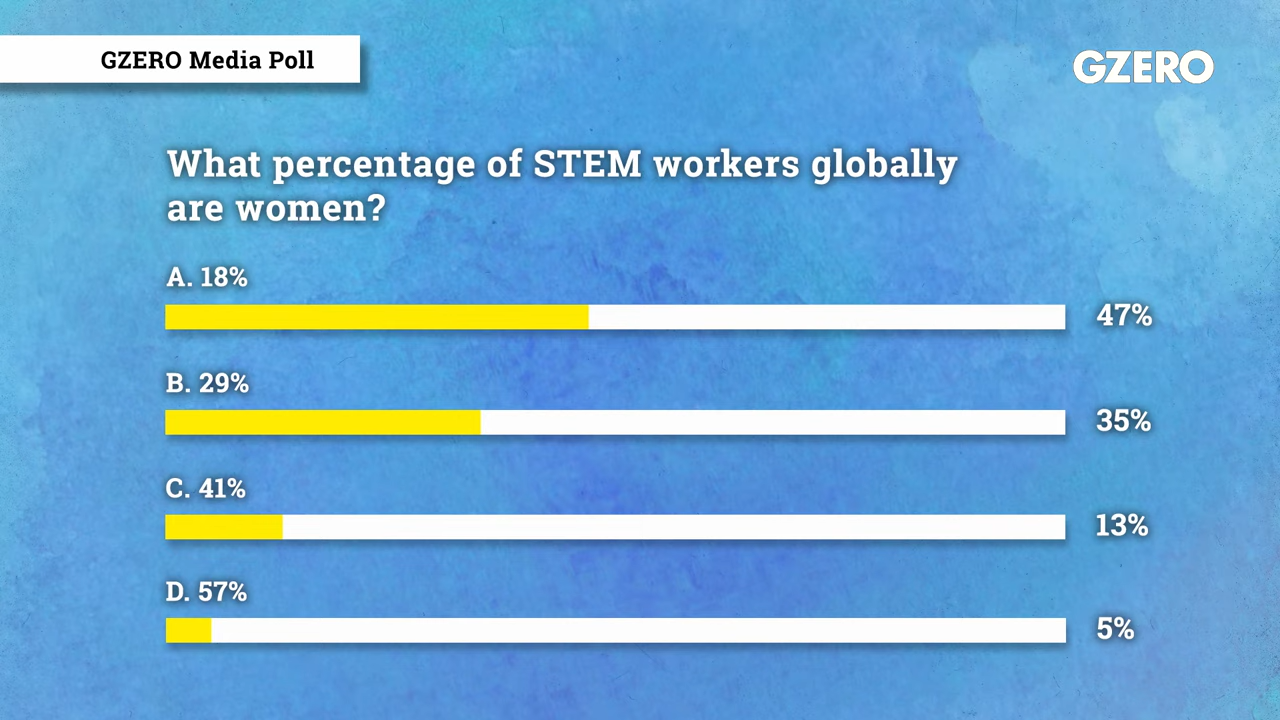 GZERO Media Poll
GZERO
What percentage of STEM workers globally
are women?
A. 18%
47%
B. 29%
35%
C. 41%
13%
D. 57%
5%